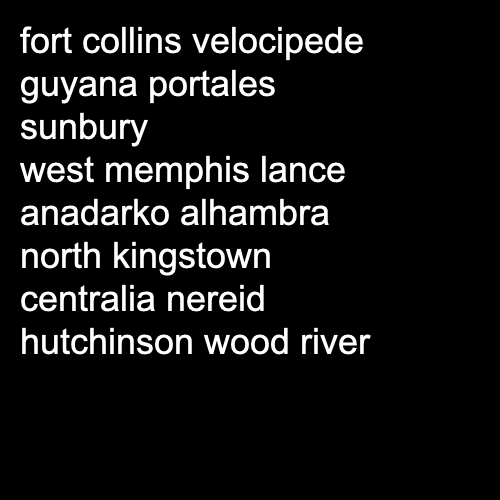 fort collins velocipede
guyana portales
sunbury
west memphis lance
anadarko alhambra
north kingstown
centralia nereid
hutchinson wood river